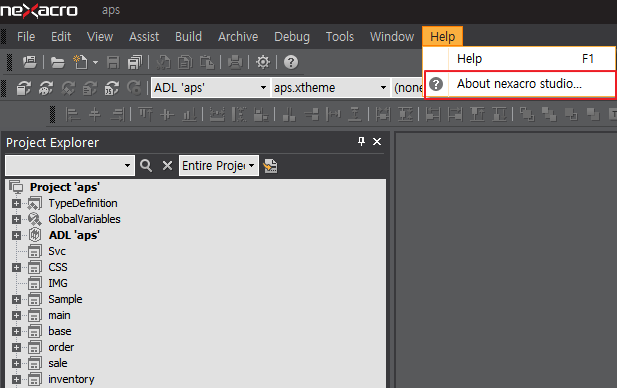 nexacro aps
File Edit View Assist Build Archive Debug Tools Window Help
Help F1
ADL 'aps' aps.xtheme (none
About nexacro studio...
Project Explorer
Entire Proje
Project 'aps'
TypeDefinition
GlobalVariables
ADL 'aps'
Svc
CSS
IMG
Sample
main
base
order
sale
inventory